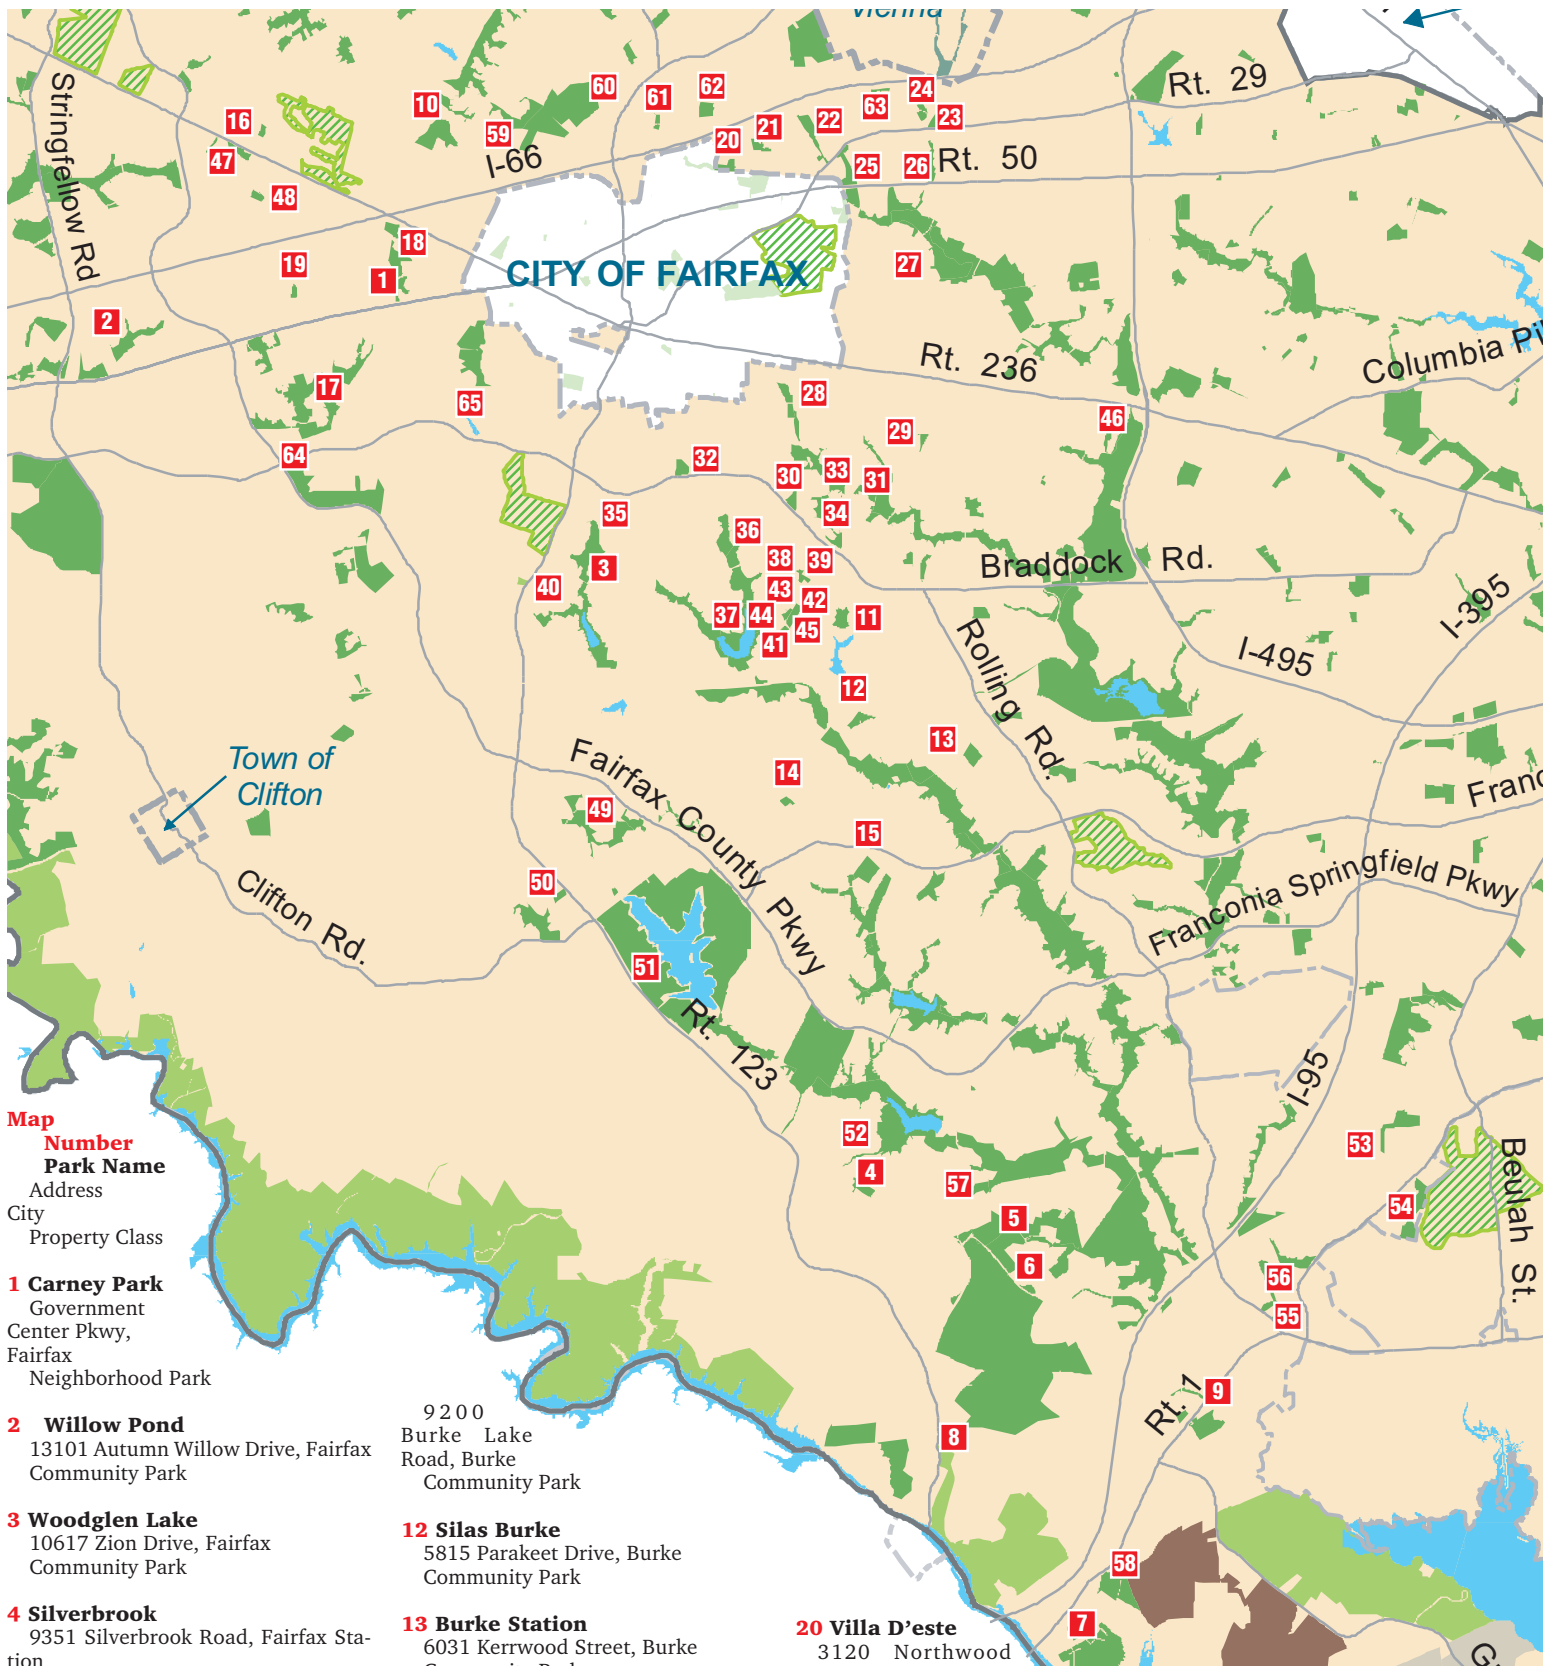 Vienna
Rt. 29
24
60
62
61
10
63
16
22
23
21
59
20
47
I-66
25
26
Rt. 50
Stringfellow Rd
48
18
19
1
CITY OF FAIRFAX
27
2
Columbia Pi
Rt. 236
17
28
65
46
29
64
32
33
30
31
35
34
36
38
39
3
Braddock Rd.
40
43
42
I-395
37
44
11
45
41
I-495
Rolling Rd.
12
13
Town of
Clifton
14
Fairfax County Pkwy
Franc
49
15
50
Franconia Springfield Pkwy
Clifton Rd.
51
Rt. 123
I-95
52
53
4
57
54
Beulah St.
5
6
56
55
9
Rt. 1
8
58
7
G
Map
Number
Park Name
Address
City
Property Class
1 Carney Park
Government
Center Pkwy,
Fairfax
Neighborhood Park
2 Willow Pond
13101 Autumn Willow Drive, Fairfax
Community Park
3 Woodglen Lake
10617 Zion Drive, Fairfax
Community Park
4 Silverbrook
9351 Silverbrook Road, Fairfax Sta-
tion
9200
Burke Lake
Road, Burke
Community Park
12 Silas Burke
5815 Parakeet Drive, Burke
Community Park
13 Burke Station
6031 Kerrwood Street, Burke
20 Villa D'este
3120 Northwood